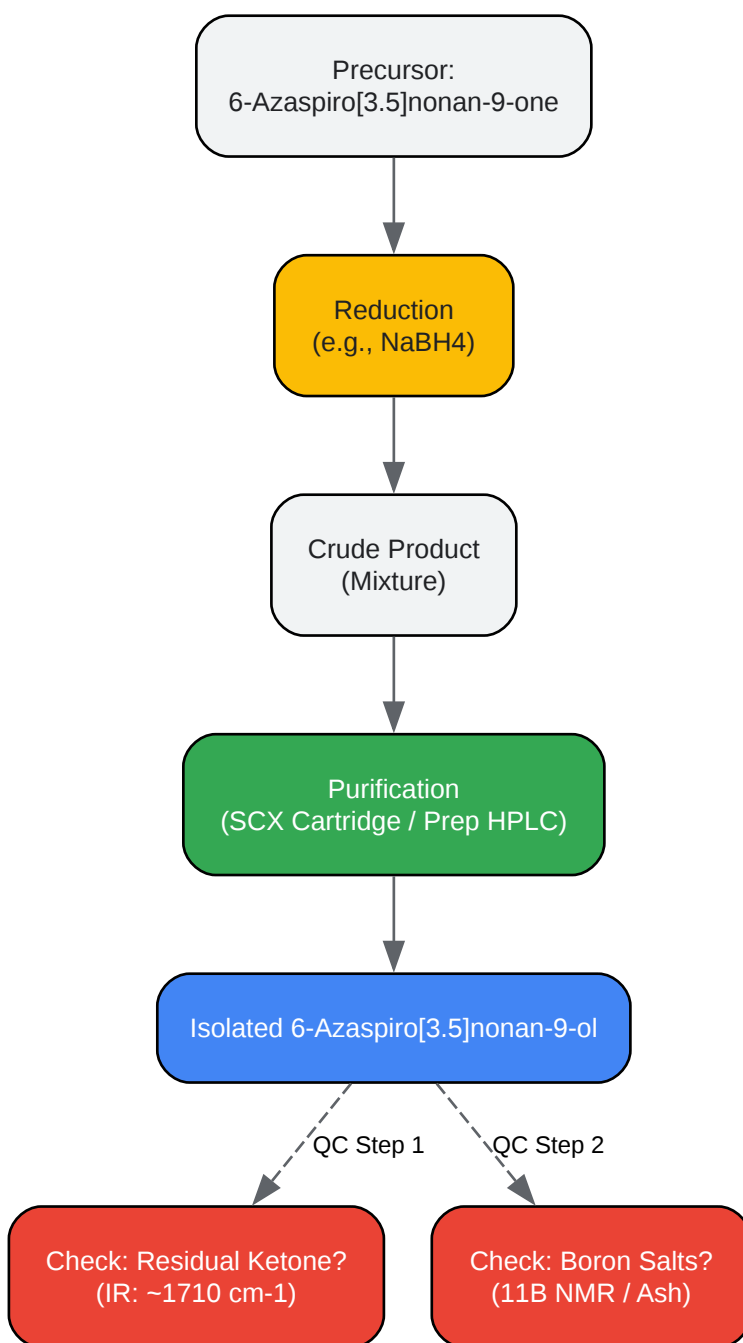 Precursor:
6-Azaspiro[3.5]nonan-9-one
Reduction
(e.g., NaBH4)
Crude Product
(Mixture)
Purification
(SCX Cartridge / Prep HPLC)
Isolated 6-Azaspiro[3.5]nonan-9-ol
QC Step 1
QC Step 2
Check: Residual Ketone?
(IR: ~1710 cm-1)
Check: Boron Salts?
(11B NMR / Ash)